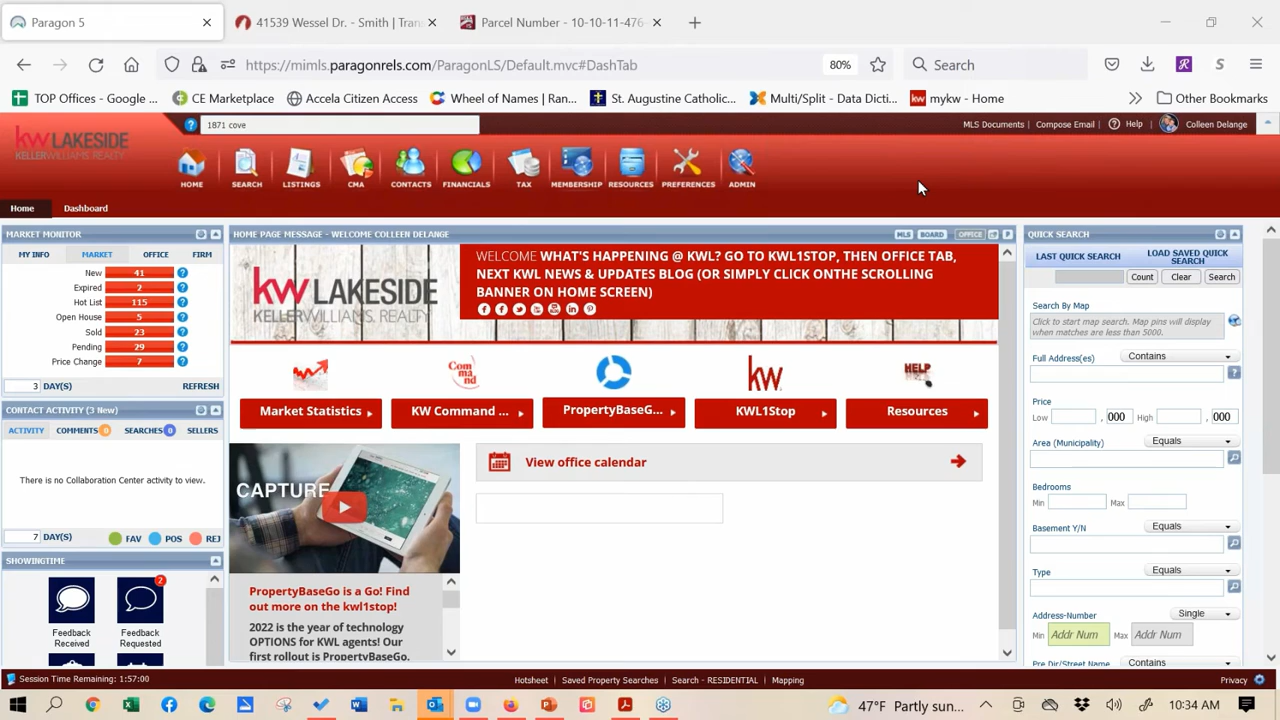 Paragon 5
41539 Wessel Dr. - Smith | Tran
Parcel Number - 10-10-11-476-
https://mimls.paragonrels.com/ParagonLS/Default.mvc#DashTab
80%
Search
TOP Offices - Google ...
CE Marketplace
Accela Citizen Access
Wheel of Names | Ran...
St. Augustine Catholic...
Multi/Split - Data Dicti...
mykw - Home
Other Bookmarks
kw LAKESIDE
KELLERWILLIAMS. REALTY
1871 cove
MLS Documents
Compose Email
Help
Colleen Delange
HOME
SEARCH
LISTINGS
CMA
CONTACTS
FINANCIALS
TAX
MEMBERSHIP
RESOURCES
PREFERENCES
ADMIN
Home
Dashboard
MARKET MONITOR
MY INFO
MARKET
OFFICE
FIRM
New 41
Expired 2
Hot List 115
Open House 5
Sold 23
Pending 29
Price Change 7
3 DAY(S)
REFRESH
CONTACT ACTIVITY (3 New)
ACTIVITY
COMMENTS 0
SEARCHES 0
SELLERS
There is no Collaboration Center activity to view.
7 DAY(S)
FAV
POS
REJ
SHOWINGTIME
2
Feedback
Received
Feedback
Requested
HOME PAGE MESSAGE - WELCOME COLLEEN DELANGE
MLS
BOARD
OFFICE
kw LAKESIDE
KELLERWILLIAMS. REALTY
WELCOME WHAT'S HAPPENING @ KWL? GO TO KWL1STOP, THEN OFFICE TAB,
NEXT KWL NEWS & UPDATES BLOG (OR SIMPLY CLICK ONTHE SCROLLING
BANNER ON HOME SCREEN)
Com
mand
kw
HELP
Market Statistics
KW Command ...
PropertyBaseG...
KWL1Stop
Resources
CAPTURE
View office calendar
PropertyBaseGo is a Go! Find
out more on the kwl1stop!
2022 is the year of technology
OPTIONS for KWL agents! Our
first rollout is PropertyBaseGo.
QUICK SEARCH
LAST QUICK SEARCH
LOAD SAVED QUICK
SEARCH
Count
Clear
Search
Search By Map
Click to start map search. Map pins will display
when matches are less than 5000.
Full Address(es)
Contains
Price
Low , 000 High , 000
Area (Municipality)
Equals
Bedrooms
Min
Max
Basement Y/N
Equals
Type
Equals
Address-Number
Single
Min Addr Num Max Addr Num
Pre Dir/Street Name
Contains
Session Time Remaining: 1:57:00
Hotsheet
Saved Property Searches
Search - RESIDENTIAL
Mapping
Privacy
47°F Partly sun...
10:34 AM